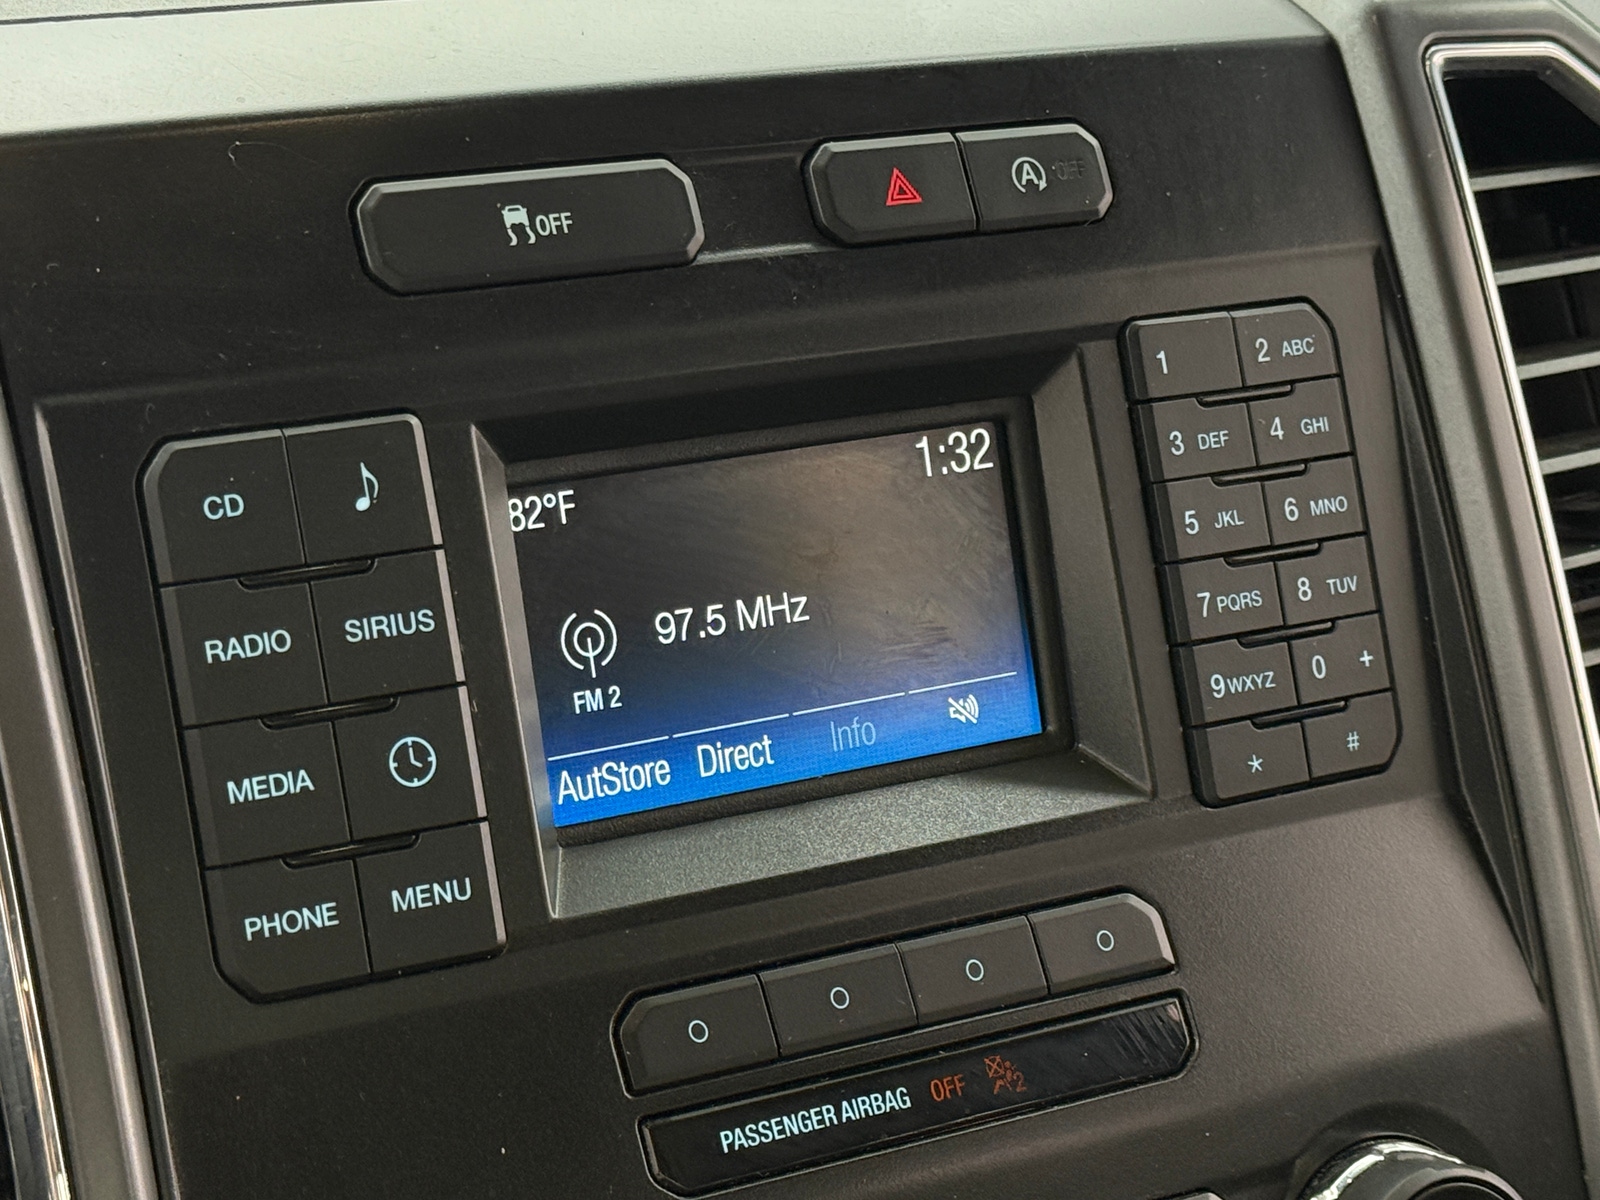 OFF
A OFF
CD
RADIO SIRIUS
MEDIA
PHONE MENU
1:32
82°F
97.5 MHz
FM 2
AutStore Direct Info
1 2 ABC
3 DEF 4 GHI
5 JKL 6 MNO
7 PQRS 8 TUV
9 WXYZ 0 +
* #
PASSENGER AIRBAG OFF 2